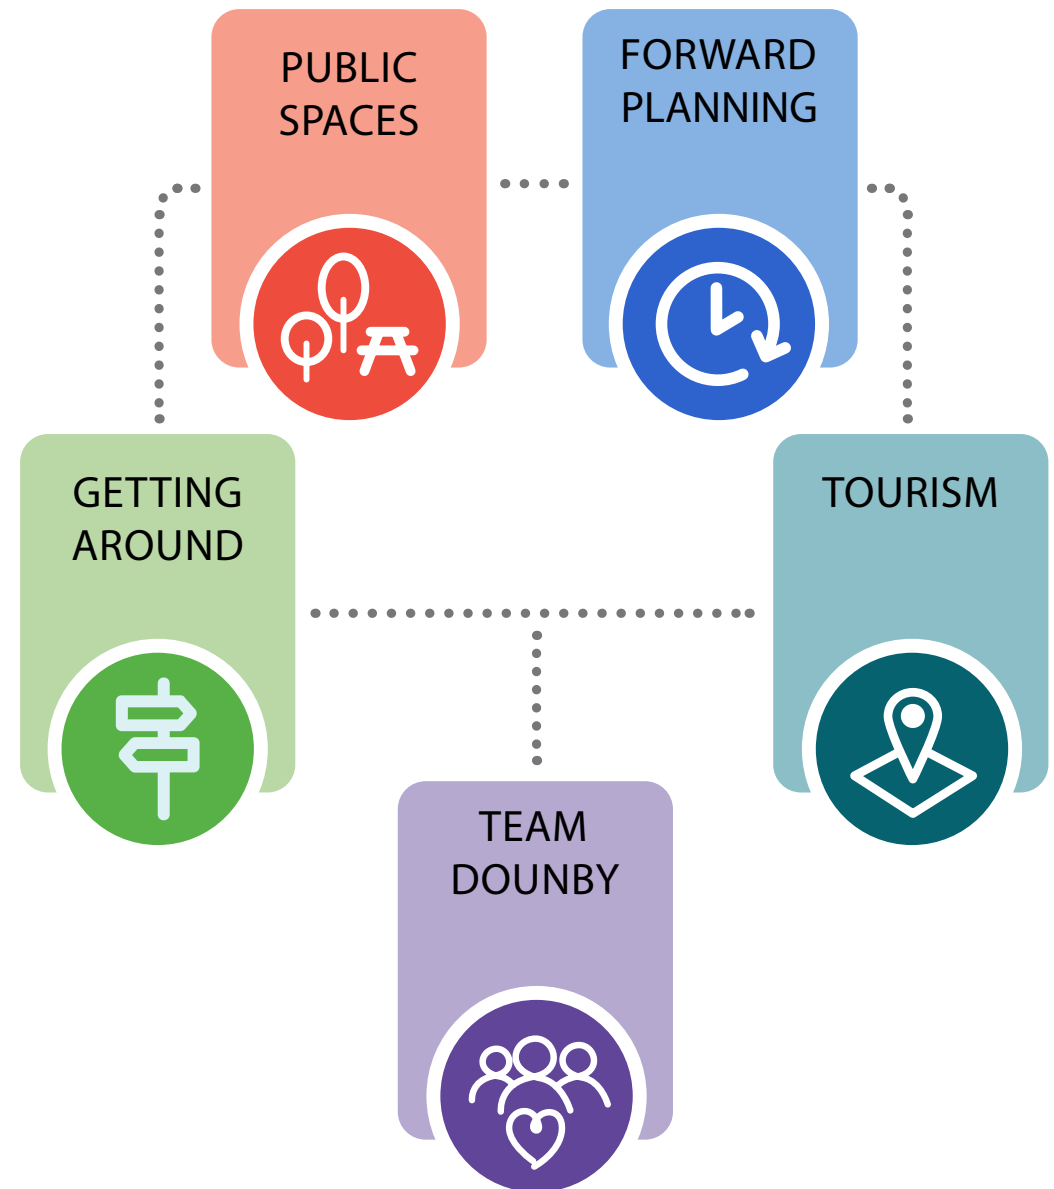 PUBLIC
SPACES
FORWARD
PLANNING
GETTING
AROUND
TOURISM
TEAM
DOUNBY